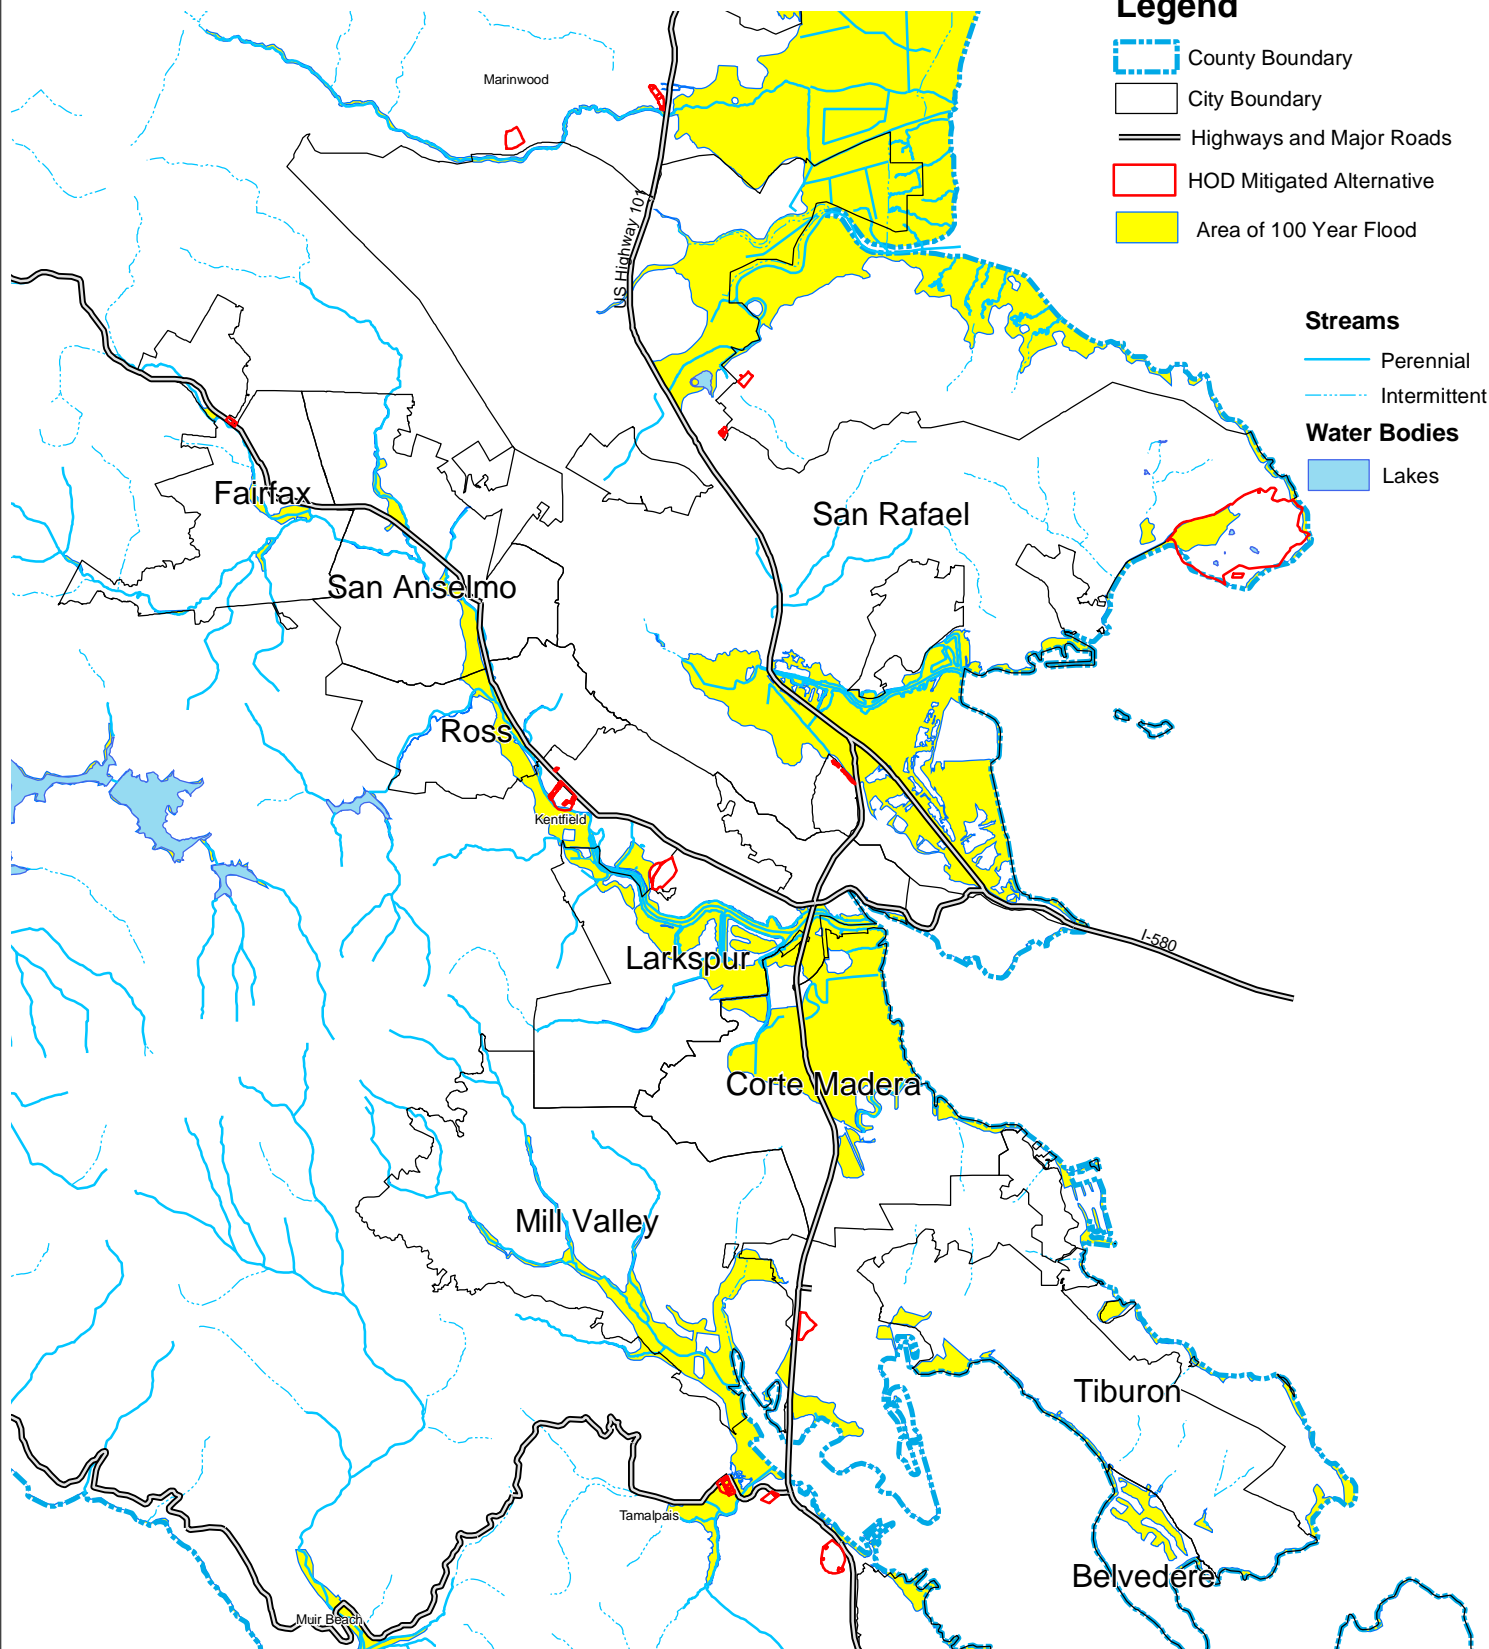 Legend
County Boundary
City Boundary
Highways and Major Roads
HOD Mitigated Alternative
Area of 100 Year Flood
Streams
Perennial
Intermittent
Water Bodies
Lakes
Marinwood
US Highway 101
Fairfax
San Rafael
San Anselmo
Ross
Kentfield
Larkspur
I-580
Corte Madera
Mill Valley
Tiburon
Tamalpais
Belvedere
Muir Beach